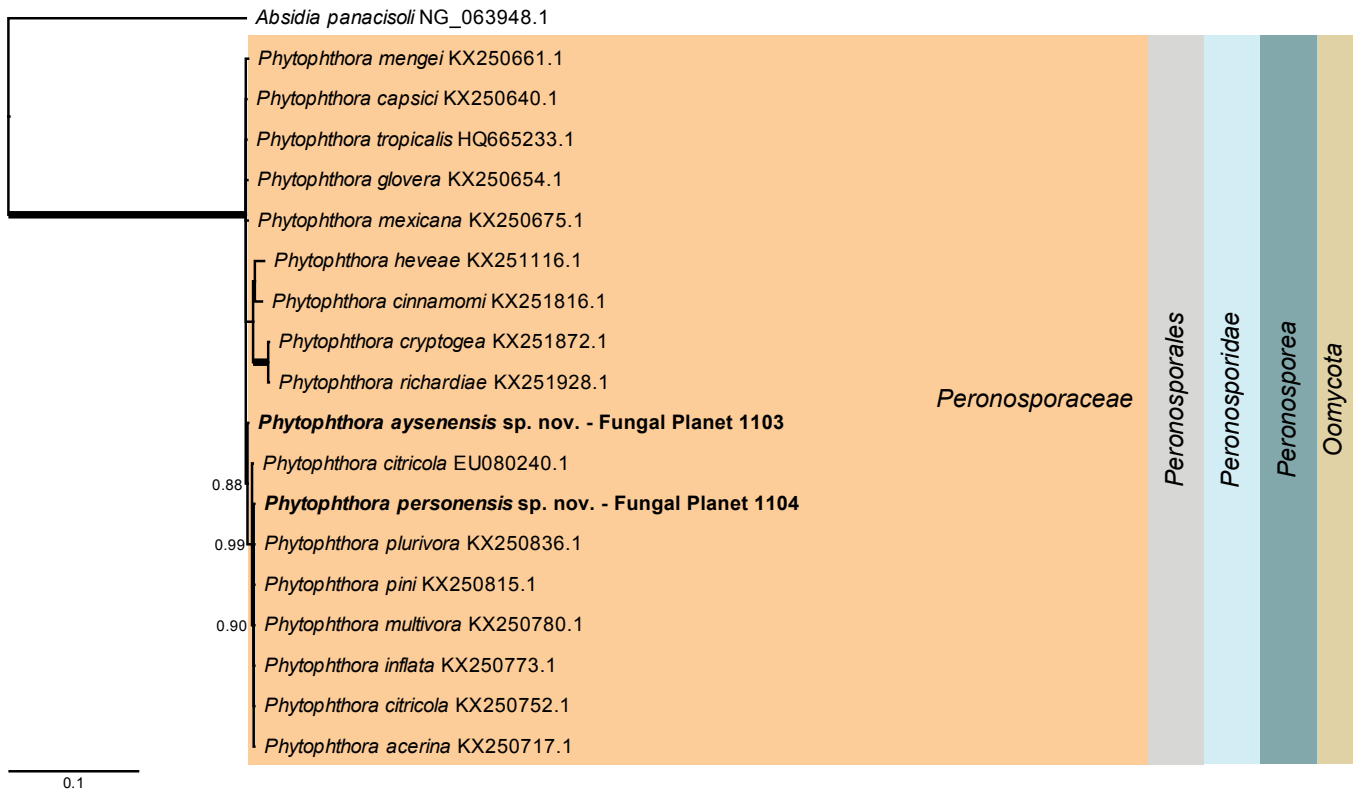 Absidia panacisoli NG_063948.1
Phytophthora mengei KX250661.1
Phytophthora capsici KX250640.1
Phytophthora tropicalis HQ665233.1
Phytophthora glovera KX250654.1
Phytophthora mexicana KX250675.1
Phytophthora heveae KX251116.1
Phytophthora cinnamomi KX251816.1
Phytophthora cryptogea KX251872.1
Phytophthora richardiae KX251928.1
Phytophthora aysenensis sp. nov. - Fungal Planet 1103
Phytophthora citricola EU080240.1
0.88
Phytophthora personensis sp. nov. - Fungal Planet 1104
0.99
Phytophthora plurivora KX250836.1
Phytophthora pini KX250815.1
0.90
Phytophthora multivora KX250780.1
Phytophthora inflata KX250773.1
Phytophthora citricola KX250752.1
Phytophthora acerina KX250717.1
Peronosporaceae
Peronosporales
Peronosporidae
Peronosporea
Oomycota
0.1